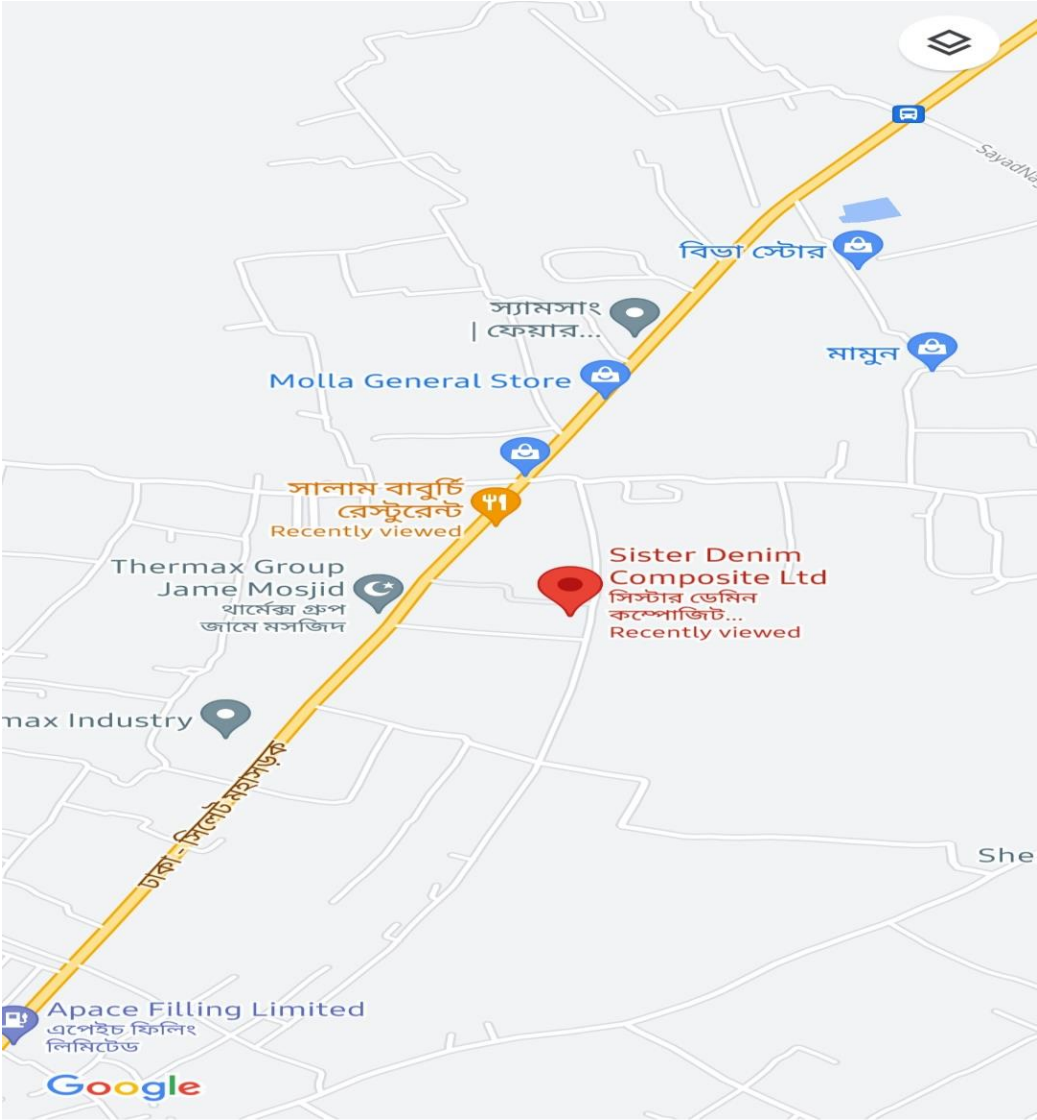 SayadNa
বিভা স্টোর
স্যামসাং
| ফেয়ার...
মামুন
Molla General Store
সালাম বাবুর্চি
রেস্টুরেন্ট
Recently viewed
Sister Denim
Composite Ltd
সিস্টার ডেনিম
কম্পোজিট...
Recently viewed
Thermax Group
Jame Mosjid
থার্মেক্স গ্রুপ
জামে মসজিদ
max Industry
ঢাকা - সিলেট মহাসড়ক
She
Apace Filling Limited
এপেইচ ফিলিং
লিমিটেড
Google